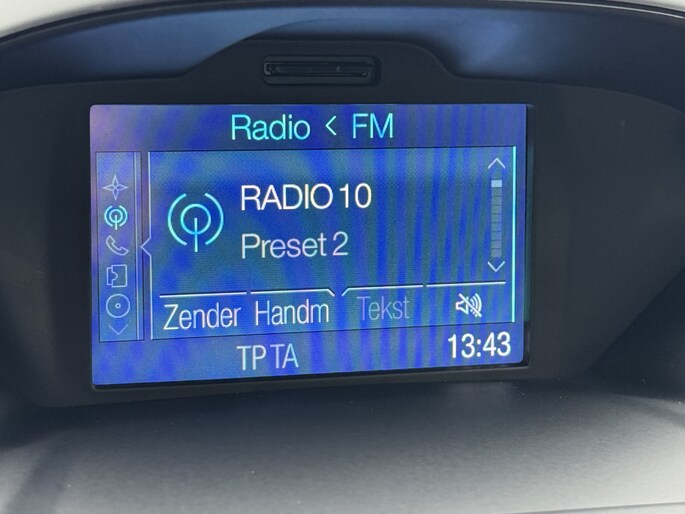 Radio < FM
RADIO 10
Preset 2
Zender Handm Tekst
TP TA 13:43